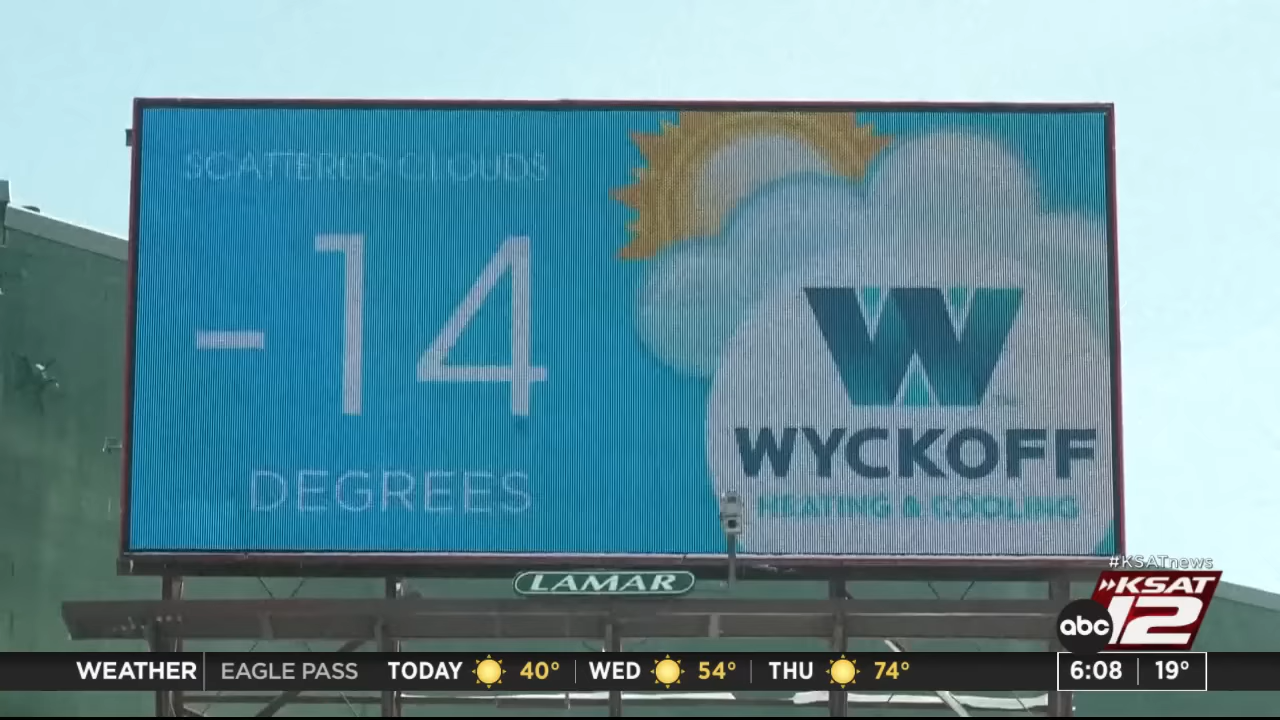 SCATTERED CLOUDS
-14
DEGREES
W
TM
WYCKOFF
HEATING & COOLING
LAMAR
#KSATnews
KSAT
abc 12
WEATHER EAGLE PASS TODAY 40° WED 54° THU 74° 6:08 19°